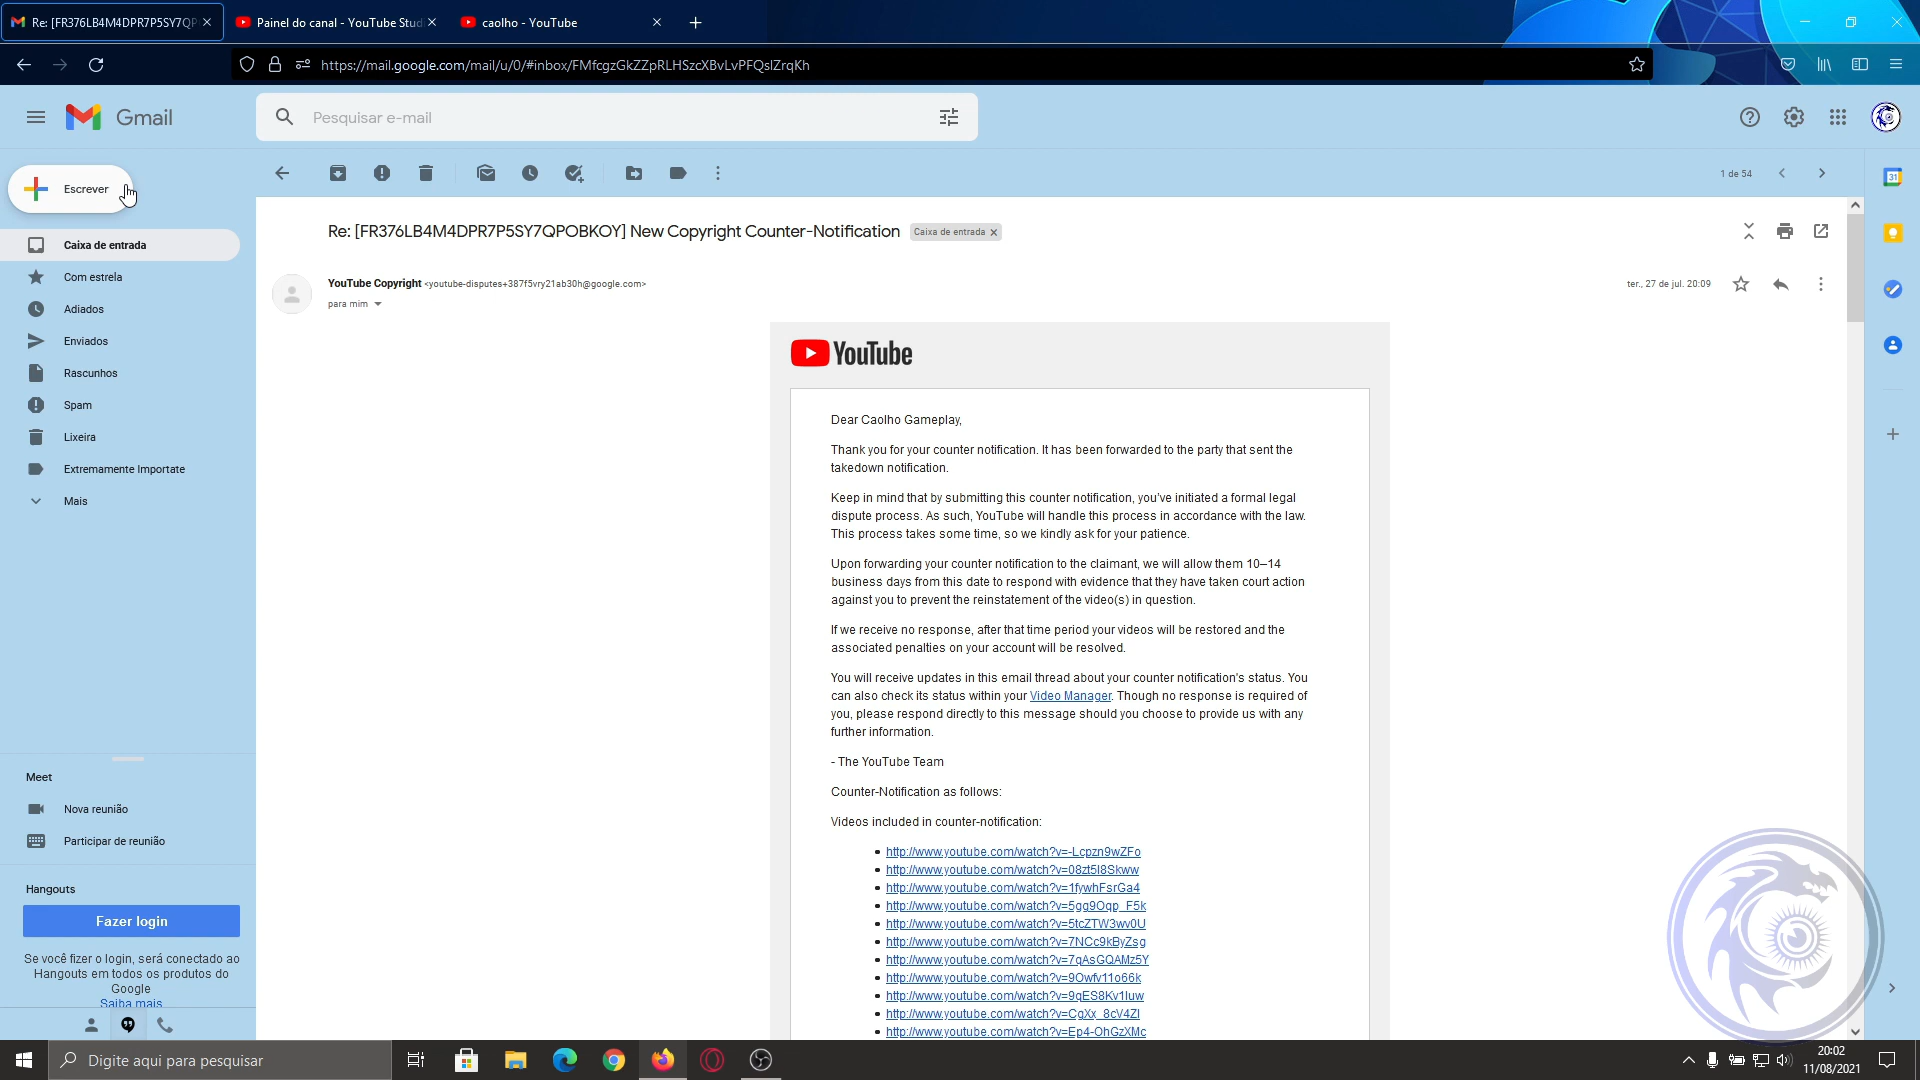 Re: [FR376LB4M4DPR7P5SY7QP
Painel do canal - YouTube Stud
caolho - YouTube
https://mail.google.com/mail/u/0/#inbox/FMfcgzGkZZpRLHSzcXBvLvPFQslZrqKh
Gmail
Pesquisar e-mail
Escrever
1 de 54
31
Caixa de entrada
Com estrela
Adiados
Enviados
Rascunhos
Spam
Lixeira
Extremamente Importate
Mais
Re: [FR376LB4M4DPR7P5SY7QPOBKOY] New Copyright Counter-Notification
Caixa de entrada
YouTube Copyright <youtube-disputes+387f5vry21ab30h@google.com>
ter., 27 de jul. 20:09
para mim
YouTube
Dear Caolho Gameplay,
Thank you for your counter notification. It has been forwarded to the party that sent the
takedown notification.
Keep in mind that by submitting this counter notification, you've initiated a formal legal
dispute process. As such, YouTube will handle this process in accordance with the law.
This process takes some time, so we kindly ask for your patience.
Upon forwarding your counter notification to the claimant, we will allow them 10–14
business days from this date to respond with evidence that they have taken court action
against you to prevent the reinstatement of the video(s) in question.
If we receive no response, after that time period your videos will be restored and the
associated penalties on your account will be resolved.
You will receive updates in this email thread about your counter notification's status. You
can also check its status within your Video Manager. Though no response is required of
you, please respond directly to this message should you choose to provide us with any
further information.
- The YouTube Team
Counter-Notification as follows:
Videos included in counter-notification:
http://www.youtube.com/watch?v=-Lcpzn9wZFo
http://www.youtube.com/watch?v=08zt5I8Skww
http://www.youtube.com/watch?v=1fywhFsrGa4
http://www.youtube.com/watch?v=5gg9Oqp_F5k
http://www.youtube.com/watch?v=5tcZTW3wv0U
http://www.youtube.com/watch?v=7NCc9kByZsg
http://www.youtube.com/watch?v=7qAsGQAMz5Y
http://www.youtube.com/watch?v=9Owfv11o66k
http://www.youtube.com/watch?v=9qES8Kv1luw
http://www.youtube.com/watch?v=CgXx_8cV4ZI
http://www.youtube.com/watch?v=Ep4-OhGzXMc
Meet
Nova reunião
Participar de reunião
Hangouts
Fazer login
Se você fizer o login, será conectado ao
Hangouts em todos os produtos do
Google
Saiba mais
Digite aqui para pesquisar
20:02
11/08/2021